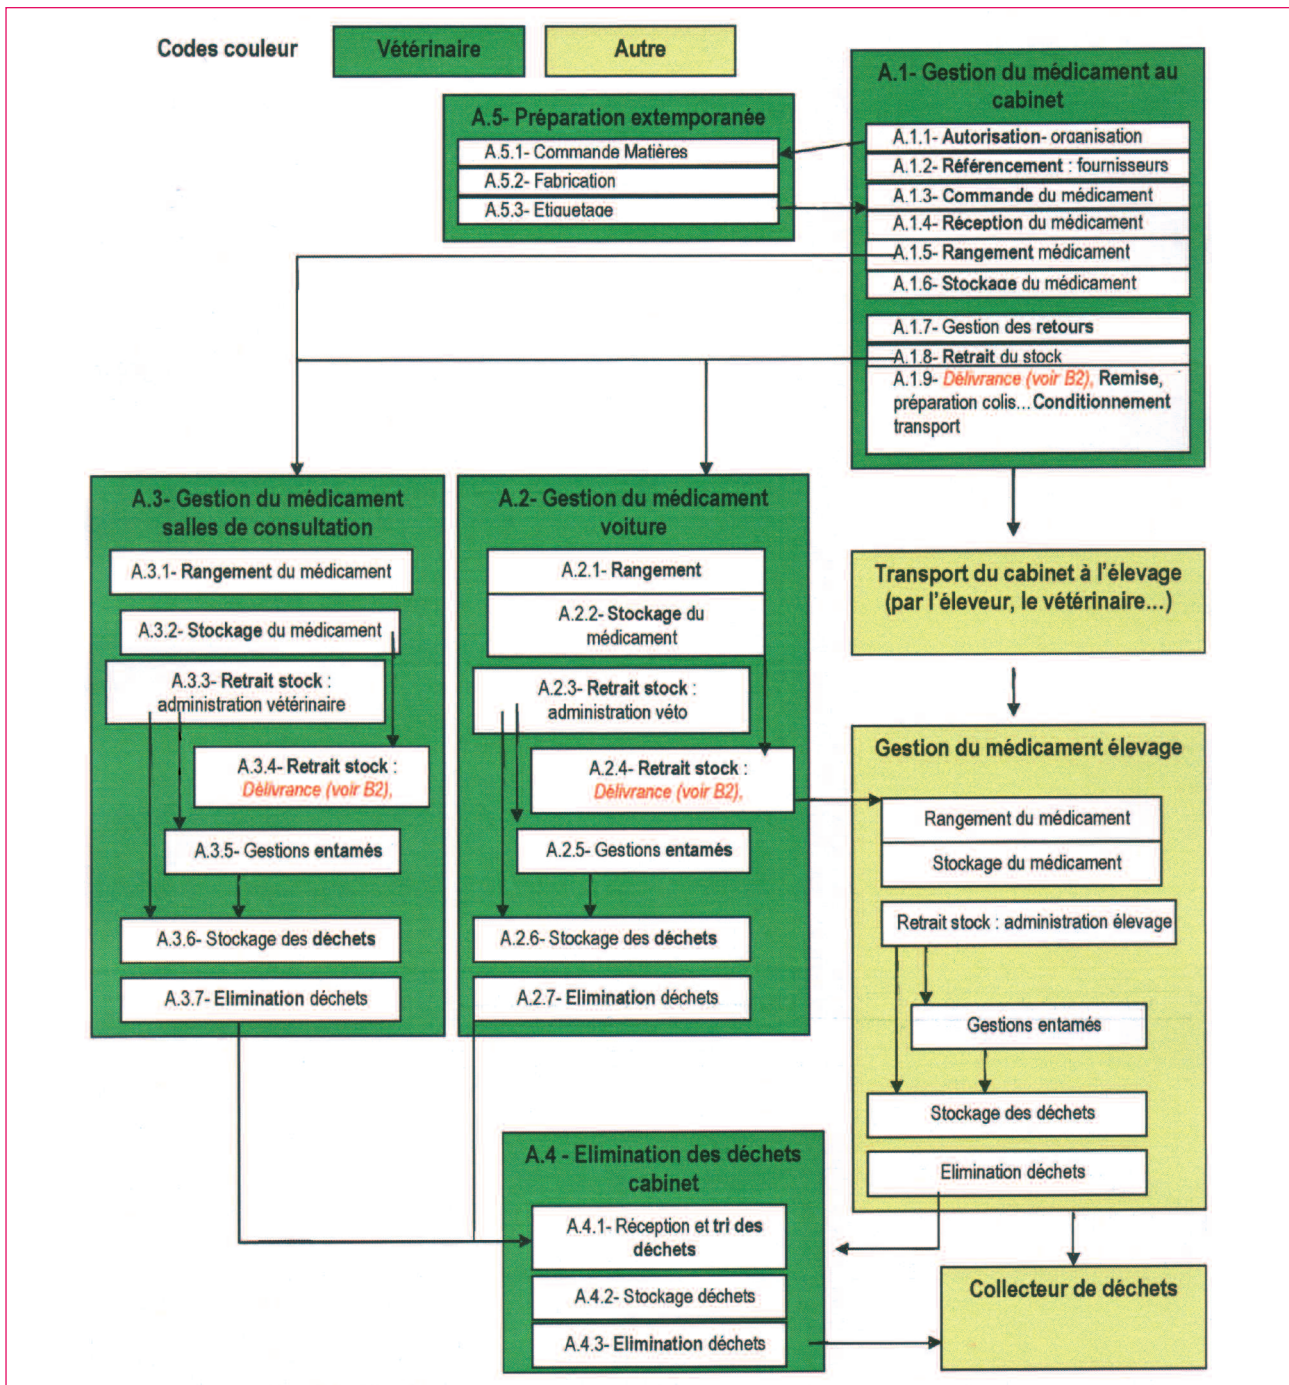 Codes couleur
Vétérinaire
Autre
A.1- Gestion du médicament au
cabinet
A.1.1- Autorisation- organisation
A.1.2- Référencement : fournisseurs
A.1.3- Commande du médicament
A.1.4- Réception du médicament
A.1.5- Rangement médicament
A.1.6- Stockage du médicament
A.1.7- Gestion des retours
A.1.8- Retrait du stock
A.1.9- Délivrance (voir B2), Remise,
préparation colis... Conditionnement
transport
A.5- Préparation extemporanée
A.5.1- Commande Matières
A.5.2- Fabrication
A.5.3- Etiquetage
A.3- Gestion du médicament
salles de consultation
A.3.1- Rangement du médicament
A.3.2- Stockage du médicament
A.3.3- Retrait stock :
administration vétérinaire
A.3.4- Retrait stock :
Délivrance (voir B2),
A.3.5- Gestions entamés
A.3.6- Stockage des déchets
A.3.7- Elimination déchets
A.2- Gestion du médicament
voiture
A.2.1- Rangement
A.2.2- Stockage du
médicament
A.2.3- Retrait stock :
administration véto
A.2.4- Retrait stock :
Délivrance (voir B2),
A.2.5- Gestions entamés
A.2.6- Stockage des déchets
A.2.7- Elimination déchets
Transport du cabinet à l'élevage
(par l'éleveur, le vétérinaire...)
Gestion du médicament élevage
Rangement du médicament
Stockage du médicament
Retrait stock : administration élevage
Gestions entamés
Stockage des déchets
Elimination déchets
A.4 - Elimination des déchets
cabinet
A.4.1- Réception et tri des
déchets
A.4.2- Stockage déchets
A.4.3- Elimination déchets
Collecteur de déchets